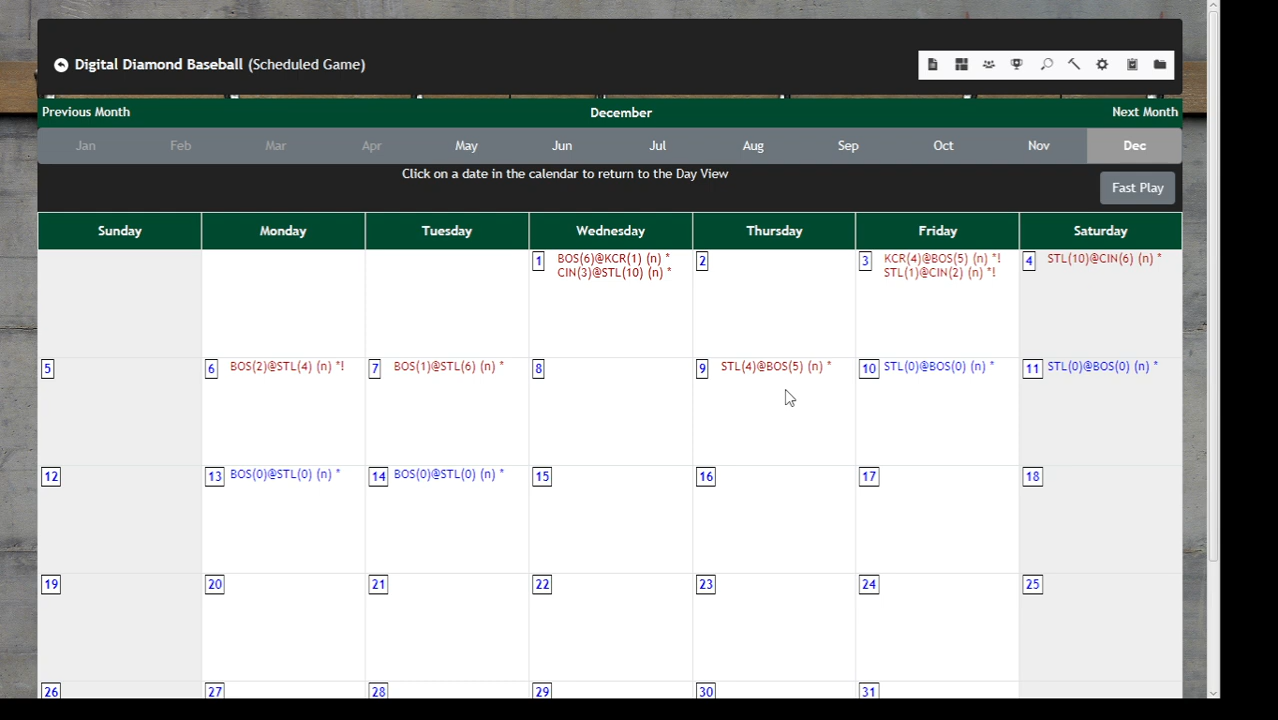 Digital Diamond Baseball (Scheduled Game)
Previous Month December Next Month
Jan Feb Mar Apr May Jun Jul Aug Sep Oct Nov Dec
Click on a date in the calendar to return to the Day View
Fast Play
Sunday Monday Tuesday Wednesday Thursday Friday Saturday
1 BOS(6)@KCR(1) (n) *
CIN(3)@STL(10) (n) *
2
3 KCR(4)@BOS(5) (n) *!
STL(1)@CIN(2) (n) *!
4 STL(10)@CIN(6) (n) *
5
6 BOS(2)@STL(4) (n) *!
7 BOS(1)@STL(6) (n) *
8
9 STL(4)@BOS(5) (n) *
10 STL(0)@BOS(0) (n) *
11 STL(0)@BOS(0) (n) *
12
13 BOS(0)@STL(0) (n) *
14 BOS(0)@STL(0) (n) *
15
16
17
18
19
20
21
22
23
24
25
26
27
28
29
30
31